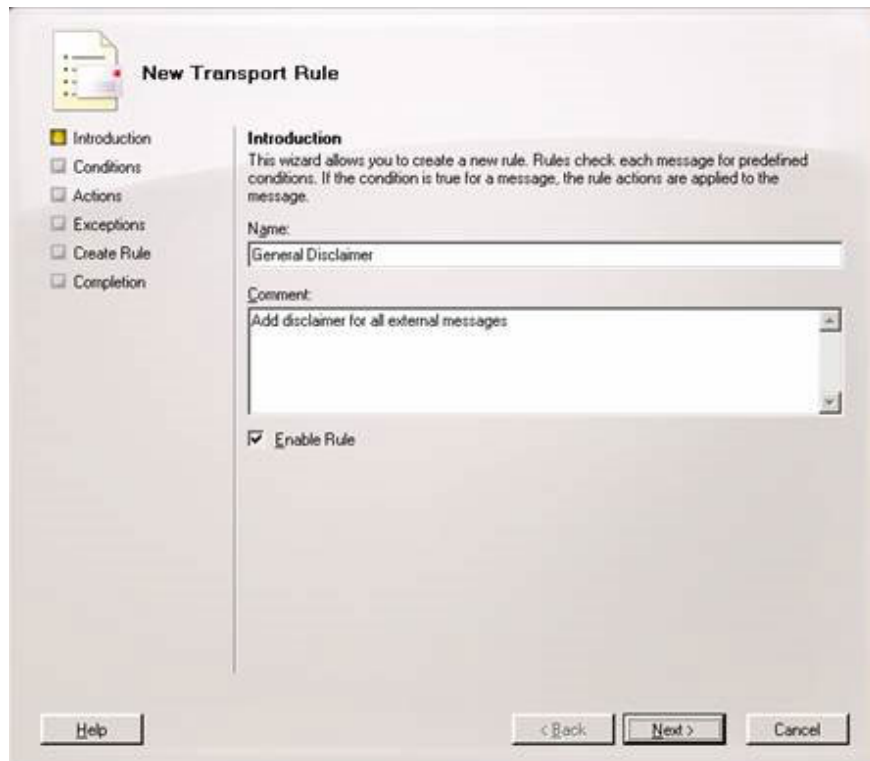 New Transport Rule
Introduction
Conditions
Actions
Exceptions
Create Rule
Completion
Introduction
This wizard allows you to create a new rule. Rules check each message for predefined
conditions. If the condition is true for a message, the rule actions are applied to the
message.
Name:
General Disclaimer
Comment:
Add disclaimer for all external messages
Enable Rule
Help
< Back
Next >
Cancel